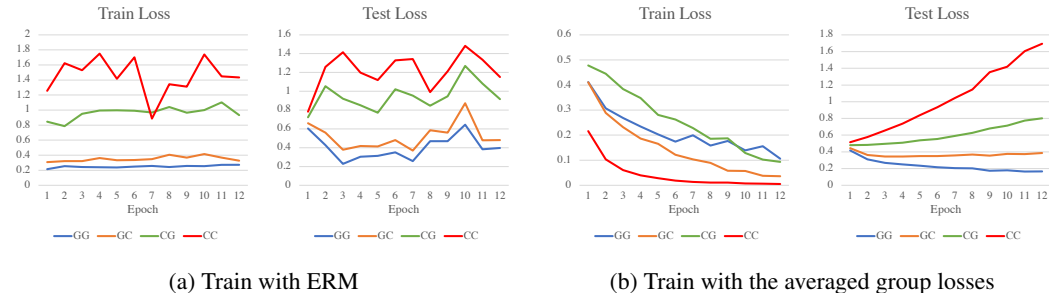 Train Loss
2
1.8
1.6
1.4
1.2
1
0.8
0.6
0.4
0.2
0
1 2 3 4 5 6 7 8 9 10 11 12
Epoch
GG GC CG CC
Test Loss
1.6
1.4
1.2
1
0.8
0.6
0.4
0.2
0
1 2 3 4 5 6 7 8 9 10 11 12
Epoch
GG GC CG CC
(a) Train with ERM
Train Loss
0.6
0.5
0.4
0.3
0.2
0.1
0
1 2 3 4 5 6 7 8 9 10 11 12
Epoch
GG GC CG CC
Test Loss
1.8
1.6
1.4
1.2
1
0.8
0.6
0.4
0.2
0
1 2 3 4 5 6 7 8 9 10 11 12
Epoch
GG GC CG CC
(b) Train with the averaged group losses